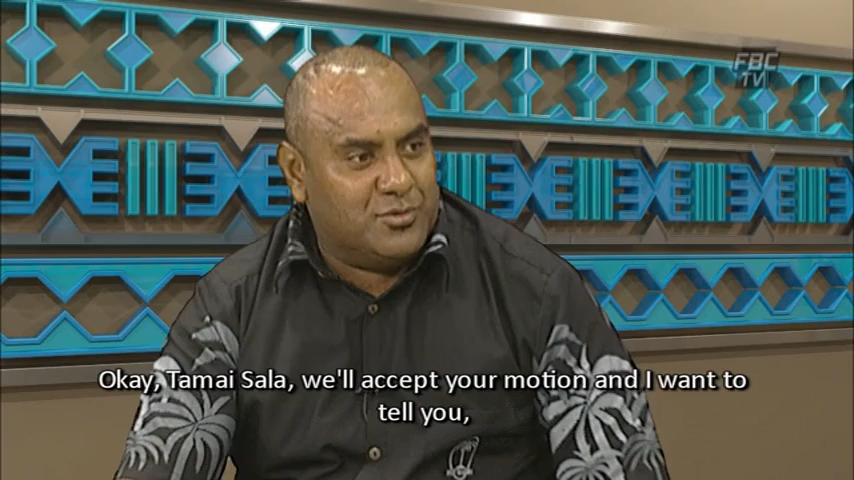 FBC
TV
Okay, Tamai Sala, we'll accept your motion and I want to
tell you,